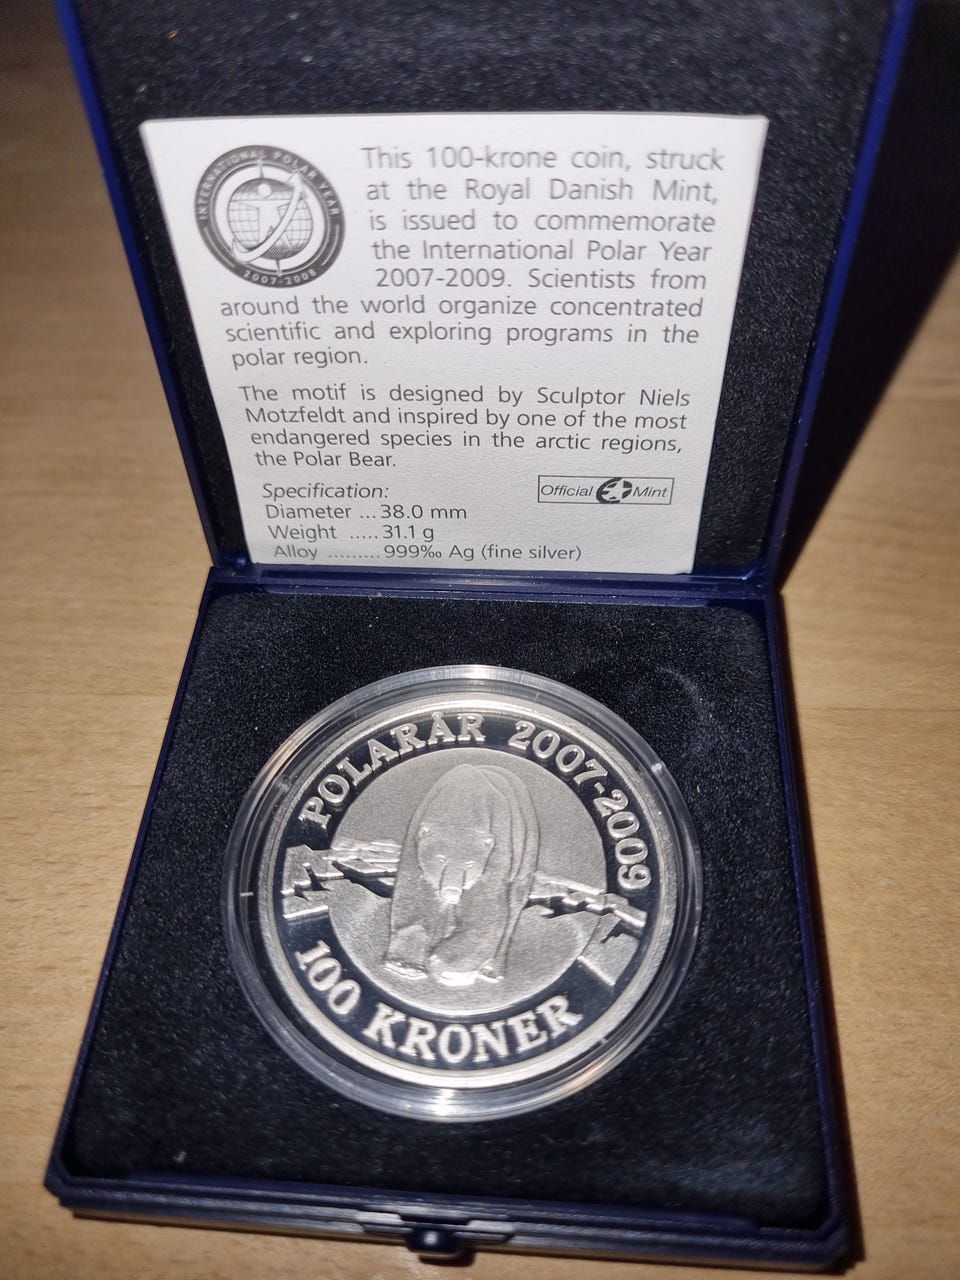 INTERNATIONAL POLAR YEAR
2007-2008
This 100-krone coin, struck
at the Royal Danish Mint,
is issued to commemorate
the International Polar Year
2007-2009. Scientists from
around the world organize concentrated
scientific and exploring programs in the
polar region.
The motif is designed by Sculptor Niels
Motzfeldt and inspired by one of the most
endangered species in the arctic regions,
the Polar Bear.
Specification:
Diameter ... 38.0 mm
Weight ..... 31.1 g
Alloy ......... 999‰ Ag (fine silver)
Official Mint
POLARÅR 2007-2009
100 KRONER